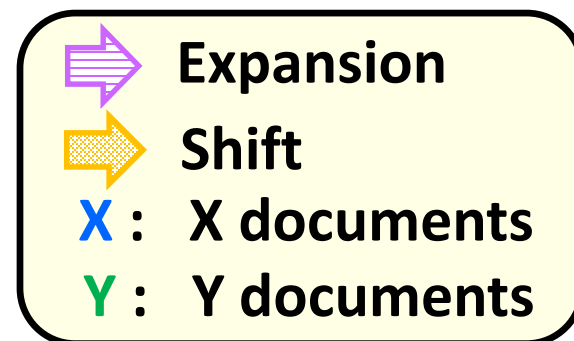 Expansion
Shift
X : X documents
Y : Y documents